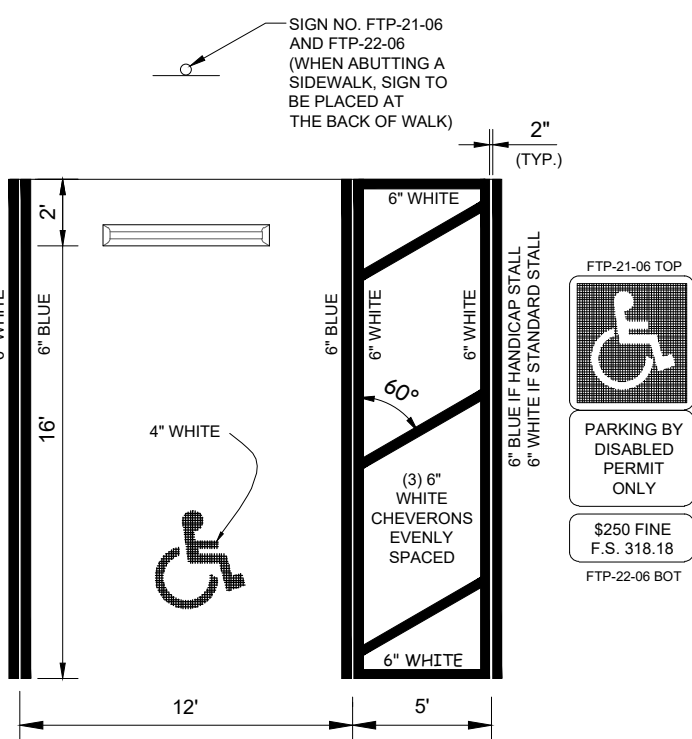 SIGN NO. FTP-21-06
AND FTP-22-06
(WHEN ABUTTING A
SIDEWALK, SIGN TO
BE PLACED AT
THE BACK OF WALK)
2"
(TYP.)
2'
6" WHITE
6" BLUE
6" BLUE
6" WHITE
6" WHITE
6" BLUE IF HANDICAP STALL
6" WHITE IF STANDARD STALL
FTP-21-06 TOP
60°
16'
4" WHITE
(3) 6"
WHITE
CHEVERONS
EVENLY
SPACED
PARKING BY
DISABLED
PERMIT
ONLY
$250 FINE
F.S. 318.18
FTP-22-06 BOT
6" WHITE
12'
5'